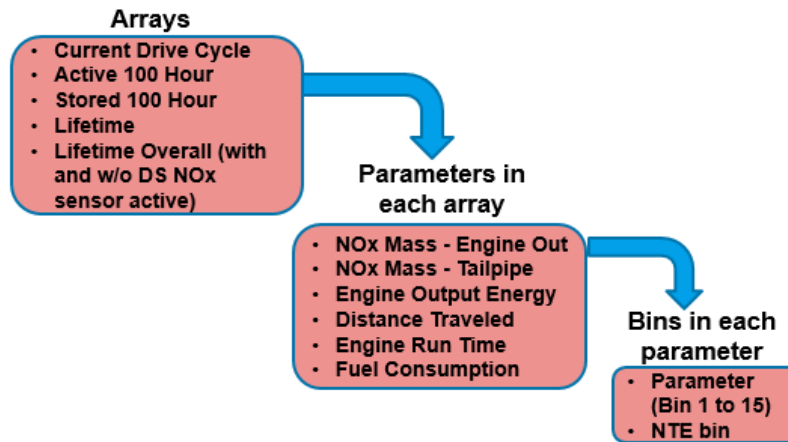 Arrays
• Current Drive Cycle
• Active 100 Hour
• Stored 100 Hour
• Lifetime
• Lifetime Overall (with
and w/o DS NOx
sensor active)
Parameters in
each array
• NOx Mass - Engine Out
• NOx Mass - Tailpipe
• Engine Output Energy
• Distance Traveled
• Engine Run Time
• Fuel Consumption
Bins in each
parameter
• Parameter
(Bin 1 to 15)
• NTE bin